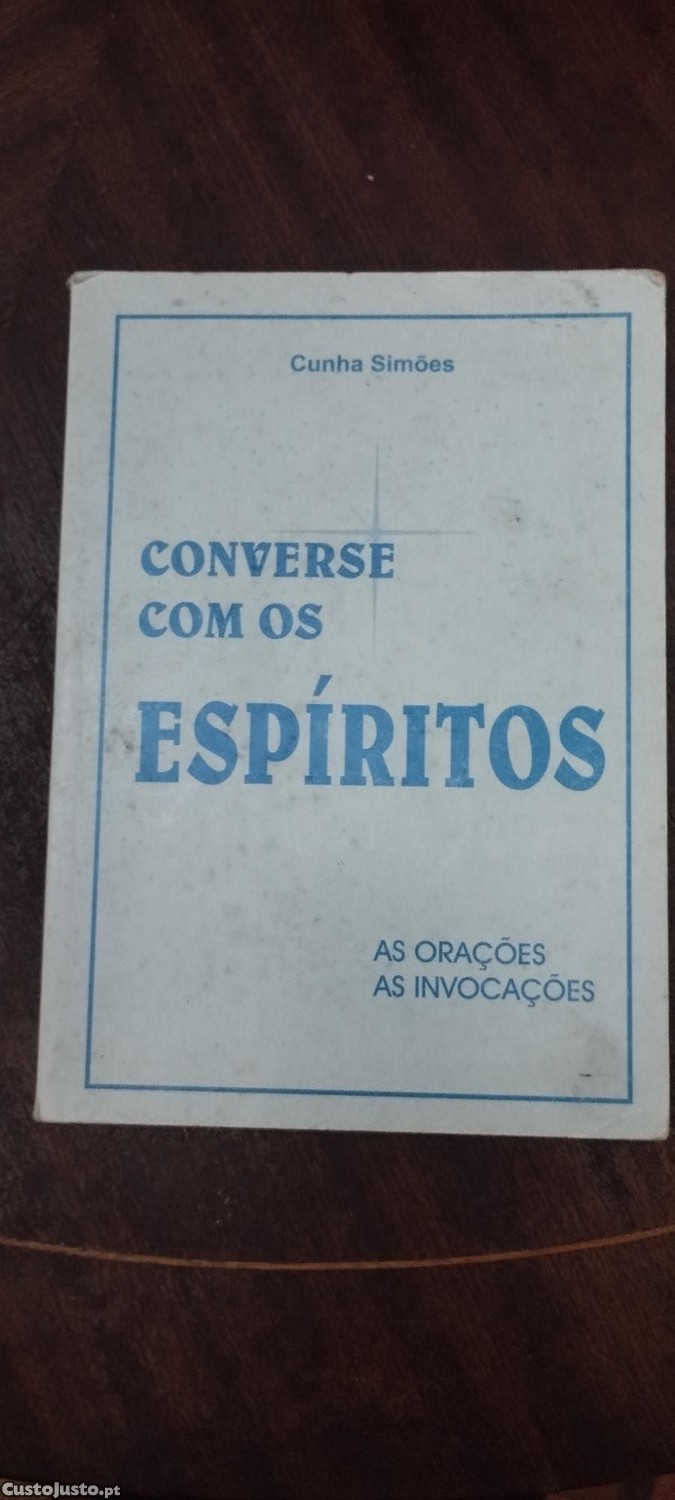 Cunha Simões
CONVERSE
COM OS
ESPÍRITOS
AS ORAÇÕES
AS INVOCAÇÕES
CustoJusto.pt